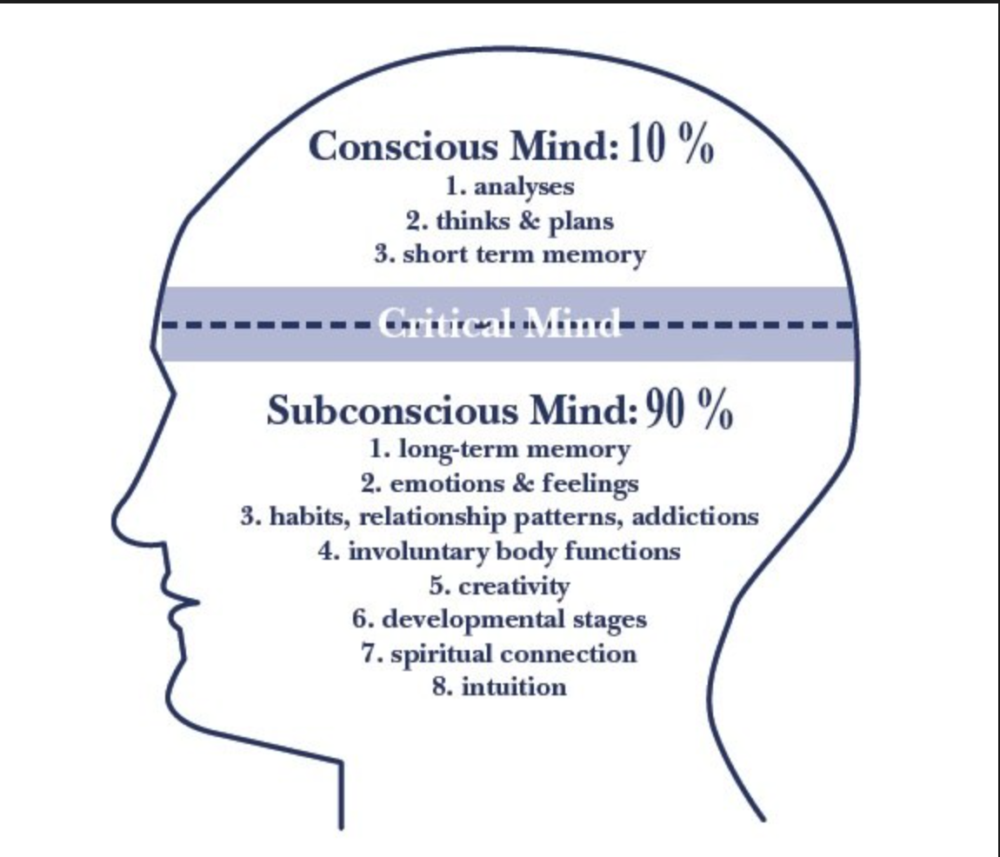 Conscious Mind: 10 %
1. analyses
2. thinks & plans
3. short term memory
Critical Mind
Subconscious Mind: 90 %
1. long-term memory
2. emotions & feelings
3. habits, relationship patterns, addictions
4. involuntary body functions
5. creativity
6. developmental stages
7. spiritual connection
8. intuition